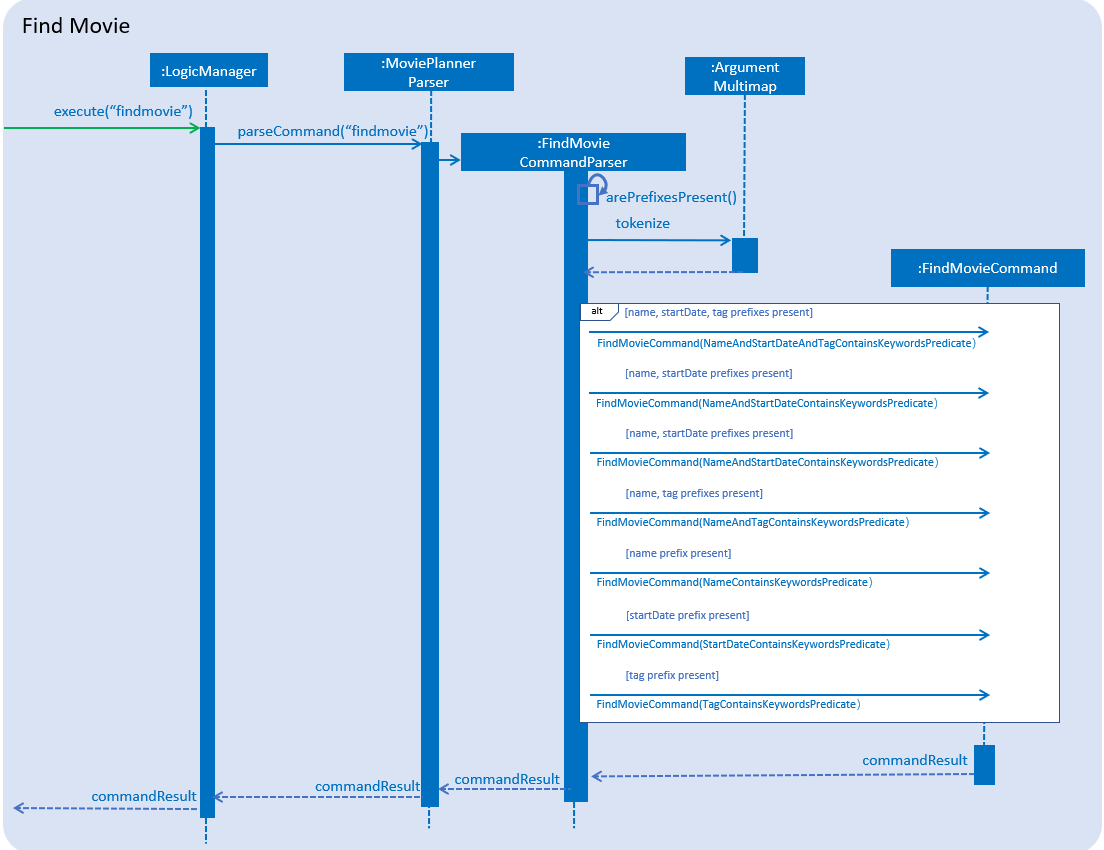 Find Movie
:LogicManager
:MoviePlanner
Parser
:Argument
Multimap
execute(“findmovie”)
parseCommand(“findmovie”)
:FindMovie
CommandParser
arePrefixesPresent()
tokenize
:FindMovieCommand
alt
[name, startDate, tag prefixes present]
FindMovieCommand(NameAndStartDateAndTagContainsKeywordsPredicate)
[name, startDate prefixes present]
FindMovieCommand(NameAndStartDateContainsKeywordsPredicate)
[name, startDate prefixes present]
FindMovieCommand(NameAndStartDateContainsKeywordsPredicate)
[name, tag prefixes present]
FindMovieCommand(NameAndTagContainsKeywordsPredicate)
[name prefix present]
FindMovieCommand(NameContainsKeywordsPredicate)
[startDate prefix present]
FindMovieCommand(StartDateContainsKeywordsPredicate)
[tag prefix present]
FindMovieCommand(TagContainsKeywordsPredicate)
commandResult
commandResult
commandResult
commandResult